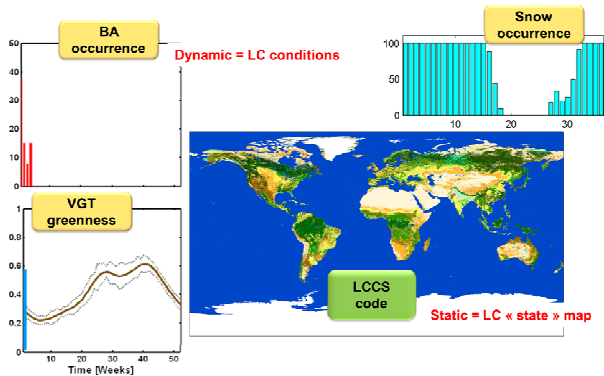 BA
occurrence
Dynamic = LC conditions
Snow
occurrence
50
40
30
20
10
0
100
50
0
10
20
30
VGT
greenness
1
0.8
0.6
0.4
0.2
0
10
20
30
40
50
Time [Weeks]
LCCS
code
Static = LC « state » map